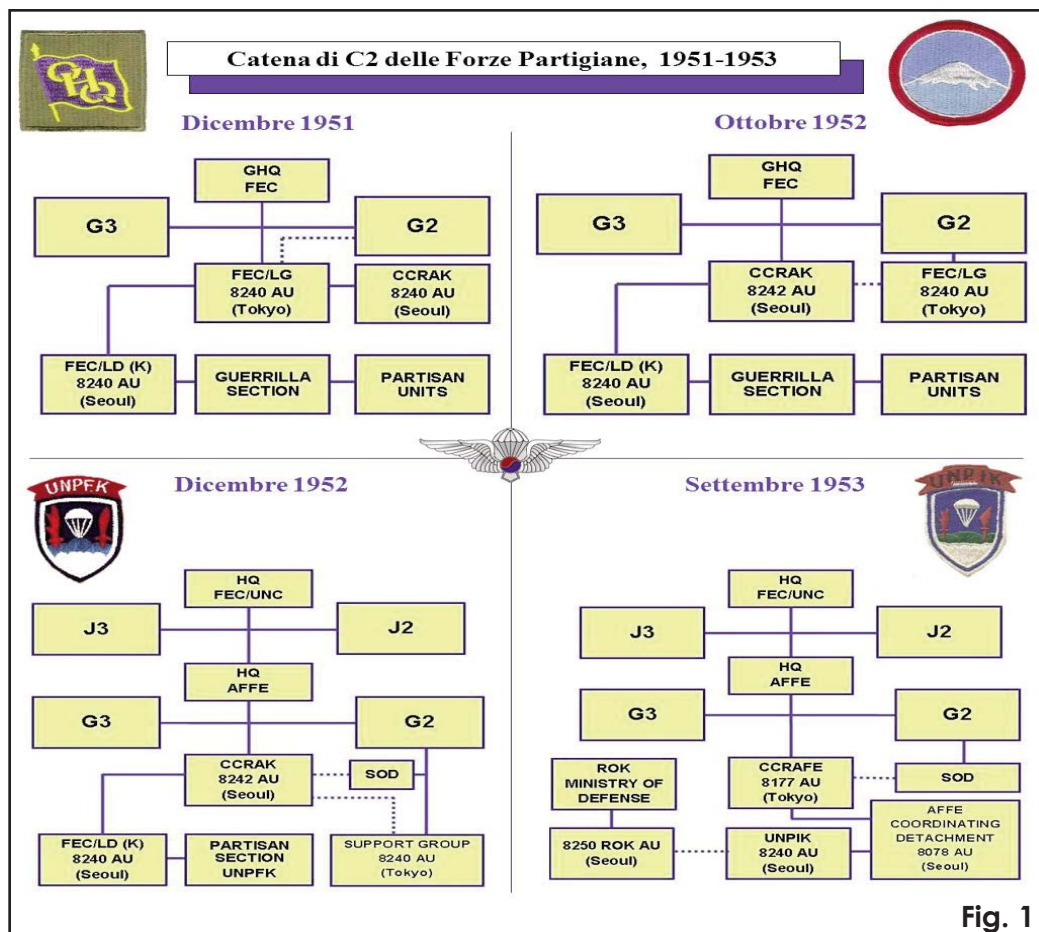 GHQ
Catena di C2 delle Forze Partigiane, 1951-1953
Dicembre 1951
GHQ
FEC
G3
G2
FEC/LG
8240 AU
(Tokyo)
CCRAK
8240 AU
(Seoul)
FEC/LD (K)
8240 AU
(Seoul)
GUERRILLA
SECTION
PARTISAN
UNITS
Ottobre 1952
GHQ
FEC
G3
G2
CCRAK
8242 AU
(Seoul)
FEC/LG
8240 AU
(Tokyo)
FEC/LD (K)
8240 AU
(Seoul)
GUERRILLA
SECTION
PARTISAN
UNITS
UNPFK
Dicembre 1952
HQ
FEC/UNC
J3
J2
HQ
AFFE
G3
G2
CCRAK
8242 AU
(Seoul)
SOD
FEC/LD (K)
8240 AU
(Seoul)
PARTISAN
SECTION
UNPFK
SUPPORT GROUP
8240 AU
(Tokyo)
Settembre 1953
UNPIK
HQ
FEC/UNC
J3
J2
HQ
AFFE
G3
G2
ROK
MINISTRY OF
DEFENSE
CCRAFE
8177 AU
(Tokyo)
SOD
8250 ROK AU
(Seoul)
UNPIK
8240 AU
(Seoul)
AFFE
COORDINATING
DETACHMENT
8078 AU
(Seoul)
Fig. 1